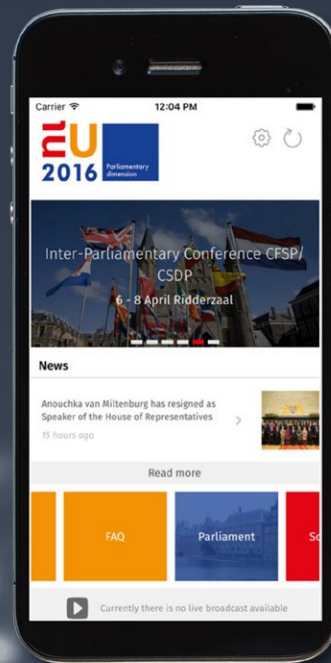 Carrier
12:04 PM
nlU
2016
Parliamentary
dimension
Inter-Parliamentary Conference CFSP/
CSDP
6 - 8 April Ridderzaal
News
Anouchka van Miltenburg has resigned as
Speaker of the House of Representatives
15 hours ago
Read more
FAQ
Parliament
Sc
Currently there is no live broadcast available